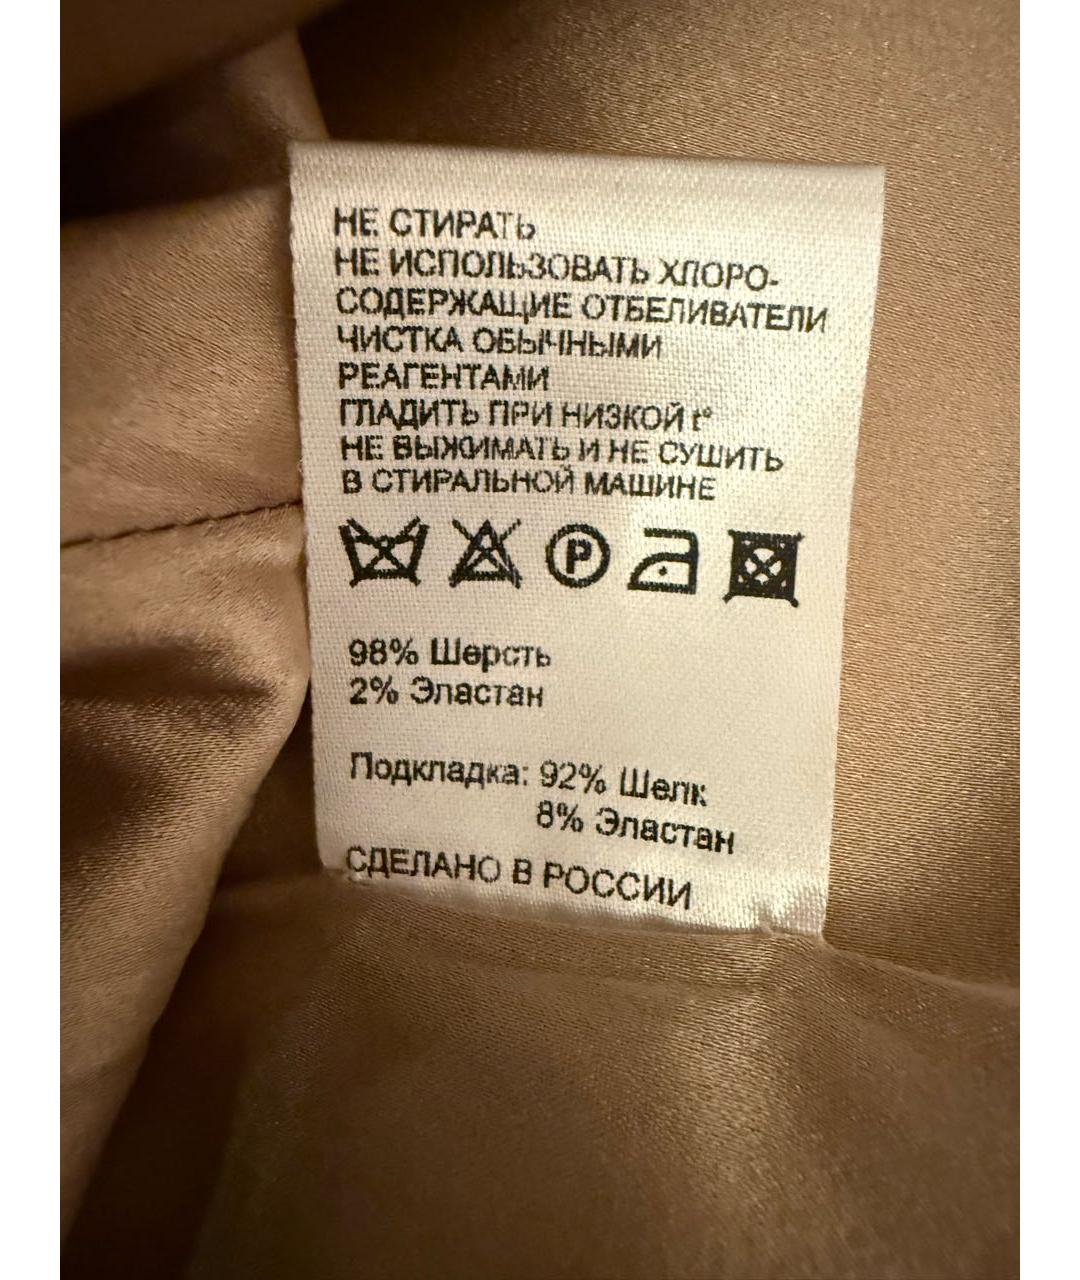 НЕ СТИРАТЬ
НЕ ИСПОЛЬЗОВАТЬ ХЛОРО-
СОДЕРЖАЩИЕ ОТБЕЛИВАТЕЛИ
ЧИСТКА ОБЫЧНЫМИ
РЕАГЕНТАМИ
ГЛАДИТЬ ПРИ НИЗКОЙ t°
НЕ ВЫЖИМАТЬ И НЕ СУШИТЬ
В СТИРАЛЬНОЙ МАШИНЕ
P
98% Шерсть
2% Эластан
Подкладка: 92% Шелк
8% Эластан
СДЕЛАНО В РОССИИ